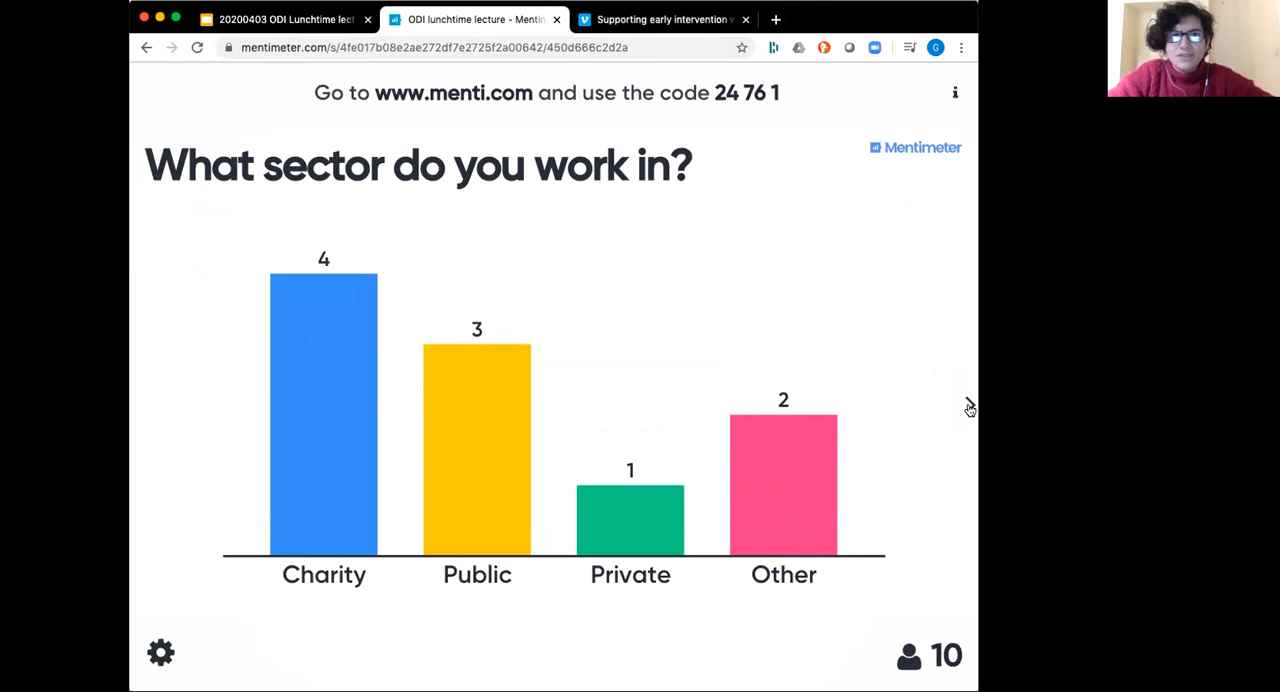 20200403 ODI Lunchtime lect
ODI lunchtime lecture - Mentin
Supporting early intervention w
mentimeter.com/s/4fe017b08e2ae272df7e2725f2a00642/450d666c2d2a
G
Go to www.menti.com and use the code 24 76 1
Mentimeter
What sector do you work in?
4
3
1
2
Charity
Public
Private
Other
10